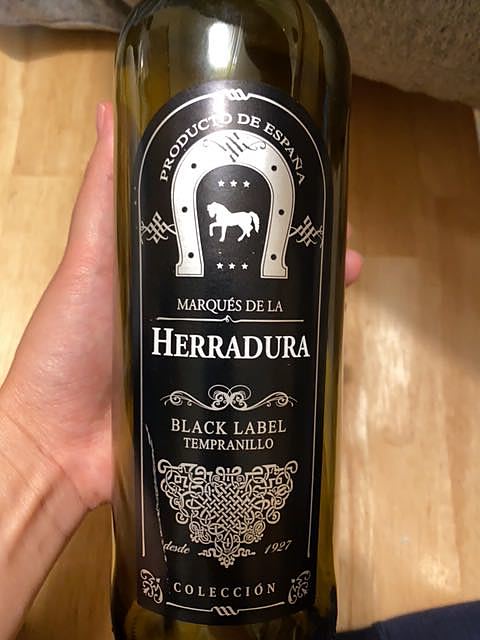 PRODUCTO DE ESPAÑA
MARQUÉS DE LA
HERRADURA
BLACK LABEL
TEMPRANILLO
desde 1927
COLECCIÓN